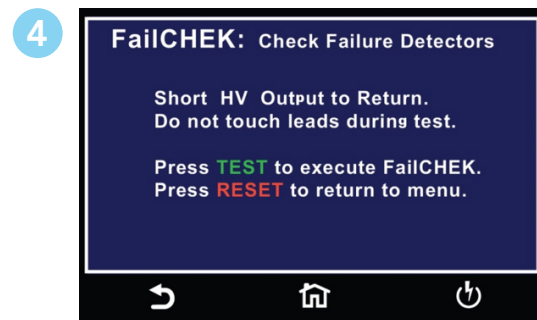 4
FailCHEK: Check Failure Detectors
Short HV Output to Return.
Do not touch leads during test.
Press TEST to execute FailCHEK.
Press RESET to return to menu.